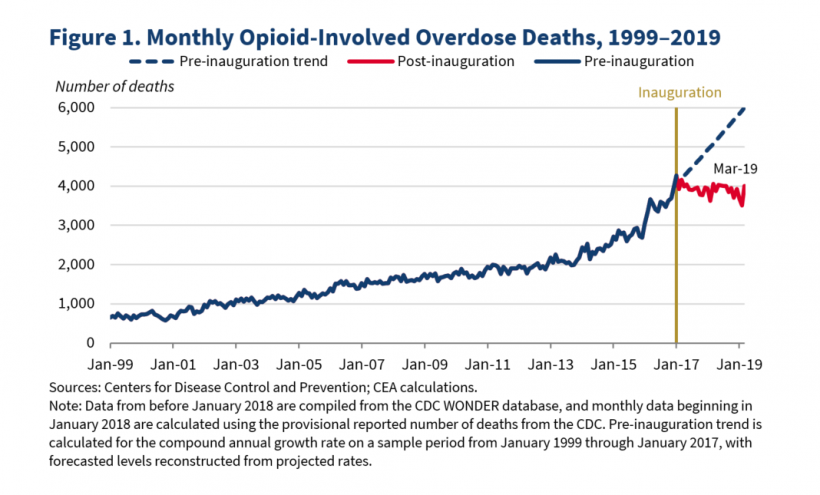 Figure 1. Monthly Opioid-Involved Overdose Deaths, 1999–2019
Pre-inauguration trend Post-inauguration Pre-inauguration
Number of deaths
Inauguration
6,000
5,000
Mar-19
4,000
3,000
2,000
1,000
0
Jan-99 Jan-01 Jan-03 Jan-05 Jan-07 Jan-09 Jan-11 Jan-13 Jan-15 Jan-17 Jan-19
Sources: Centers for Disease Control and Prevention; CEA calculations.
Note: Data from before January 2018 are compiled from the CDC WONDER database, and monthly data beginning in
January 2018 are calculated using the provisional reported number of deaths from the CDC. Pre-inauguration trend is
calculated for the compound annual growth rate on a sample period from January 1999 through January 2017, with
forecasted levels reconstructed from projected rates.